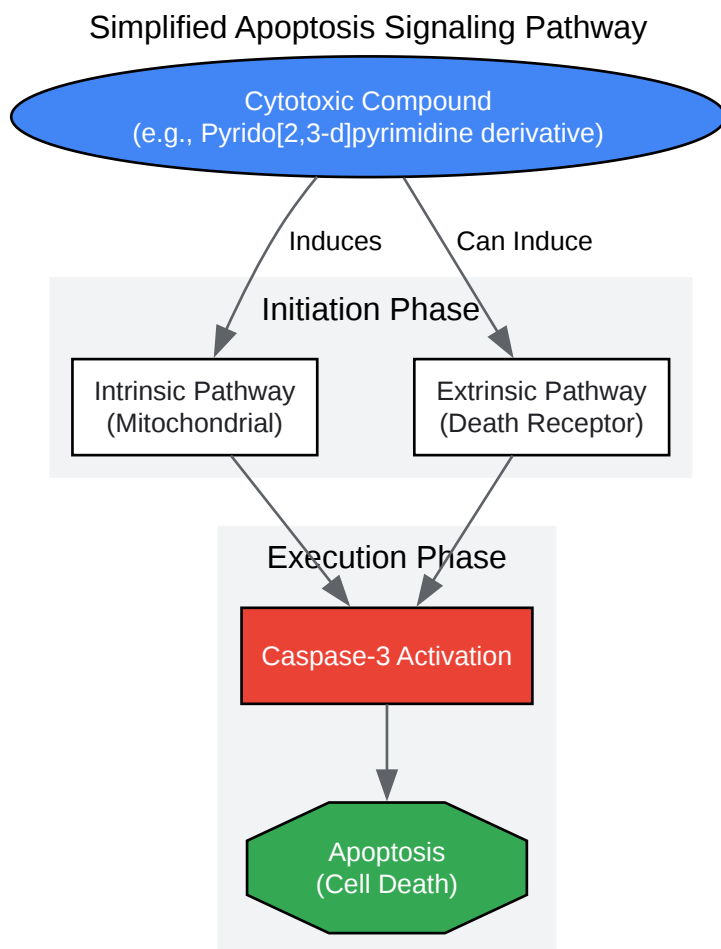 Simplified Apoptosis Signaling Pathway
Cytotoxic Compound
(e.g., Pyrido[2,3-d]pyrimidine derivative)
Induces
Can Induce
Initiation Phase
Intrinsic Pathway
(Mitochondrial)
Extrinsic Pathway
(Death Receptor)
Execution Phase
Caspase-3 Activation
Apoptosis
(Cell Death)